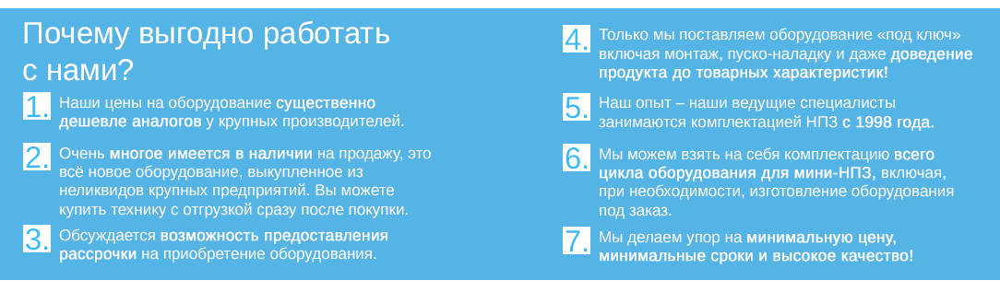 Почему выгодно работать
с нами?
1. Наши цены на оборудование существенно
дешевле аналогов у крупных производителей.
2. Очень многое имеется в наличии на продажу, это
всё новое оборудование, выкупленное из
неликвидов крупных предприятий. Вы можете
купить технику с отгрузкой сразу после покупки.
3. Обсуждается возможность предоставления
рассрочки на приобретение оборудования.
4. Только мы поставляем оборудование «под ключ»
включая монтаж, пуско-наладку и даже доведение
продукта до товарных характеристик!
5. Наш опыт – наши ведущие специалисты
занимаются комплектацией НПЗ с 1998 года.
6. Мы можем взять на себя комплектацию всего
цикла оборудования для мини-НПЗ, включая,
при необходимости, изготовление оборудования
под заказ.
7. Мы делаем упор на минимальную цену,
минимальные сроки и высокое качество!